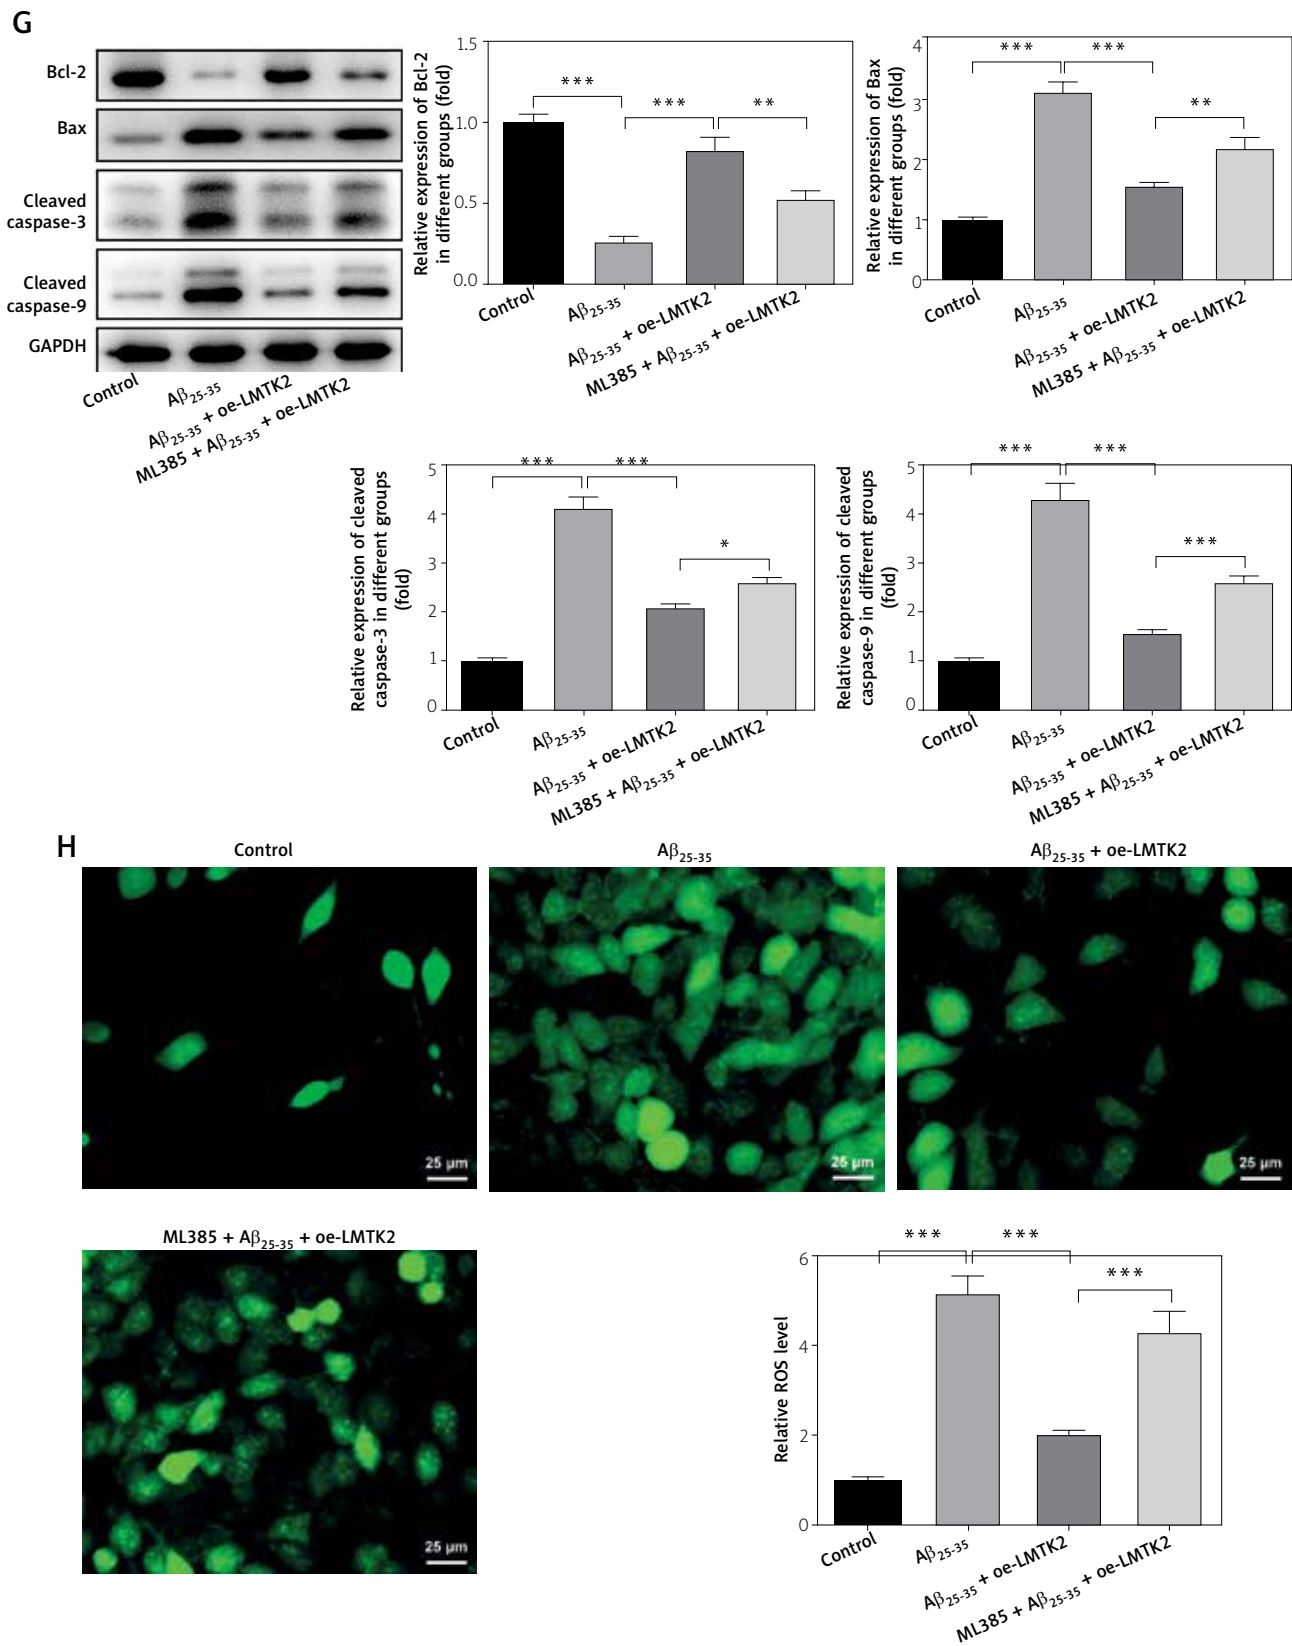 G
Bcl-2
Bax
Cleaved
caspase-3
Cleaved
caspase-9
GAPDH
Control
Aβ25-35
Aβ25-35 + oe-LMTK2
ML385 + Aβ25-35 + oe-LMTK2
Relative expression of Bcl-2
in different groups (fold)
1.5
1.0
0.5
0.0
***
***
**
Control
Aβ25-35
Aβ25-35 + oe-LMTK2
ML385 + Aβ25-35 + oe-LMTK2
Relative expression of Bax
in different groups (fold)
4
3
2
1
0
***
***
**
Control
Aβ25-35
Aβ25-35 + oe-LMTK2
ML385 + Aβ25-35 + oe-LMTK2
Relative expression of cleaved
caspase-3 in different groups
(fold)
5
4
3
2
1
0
***
***
*
Control
Aβ25-35
Aβ25-35 + oe-LMTK2
ML385 + Aβ25-35 + oe-LMTK2
Relative expression of cleaved
caspase-9 in different groups
(fold)
5
4
3
2
1
0
***
***
***
Control
Aβ25-35
Aβ25-35 + oe-LMTK2
ML385 + Aβ25-35 + oe-LMTK2
H
Control
25 µm
Aβ25-35
25 µm
Aβ25-35 + oe-LMTK2
25 µm
ML385 + Aβ25-35 + oe-LMTK2
25 µm
Relative ROS level
6
4
2
0
***
***
***
Control
Aβ25-35
Aβ25-35 + oe-LMTK2
ML385 + Aβ25-35 + oe-LMTK2